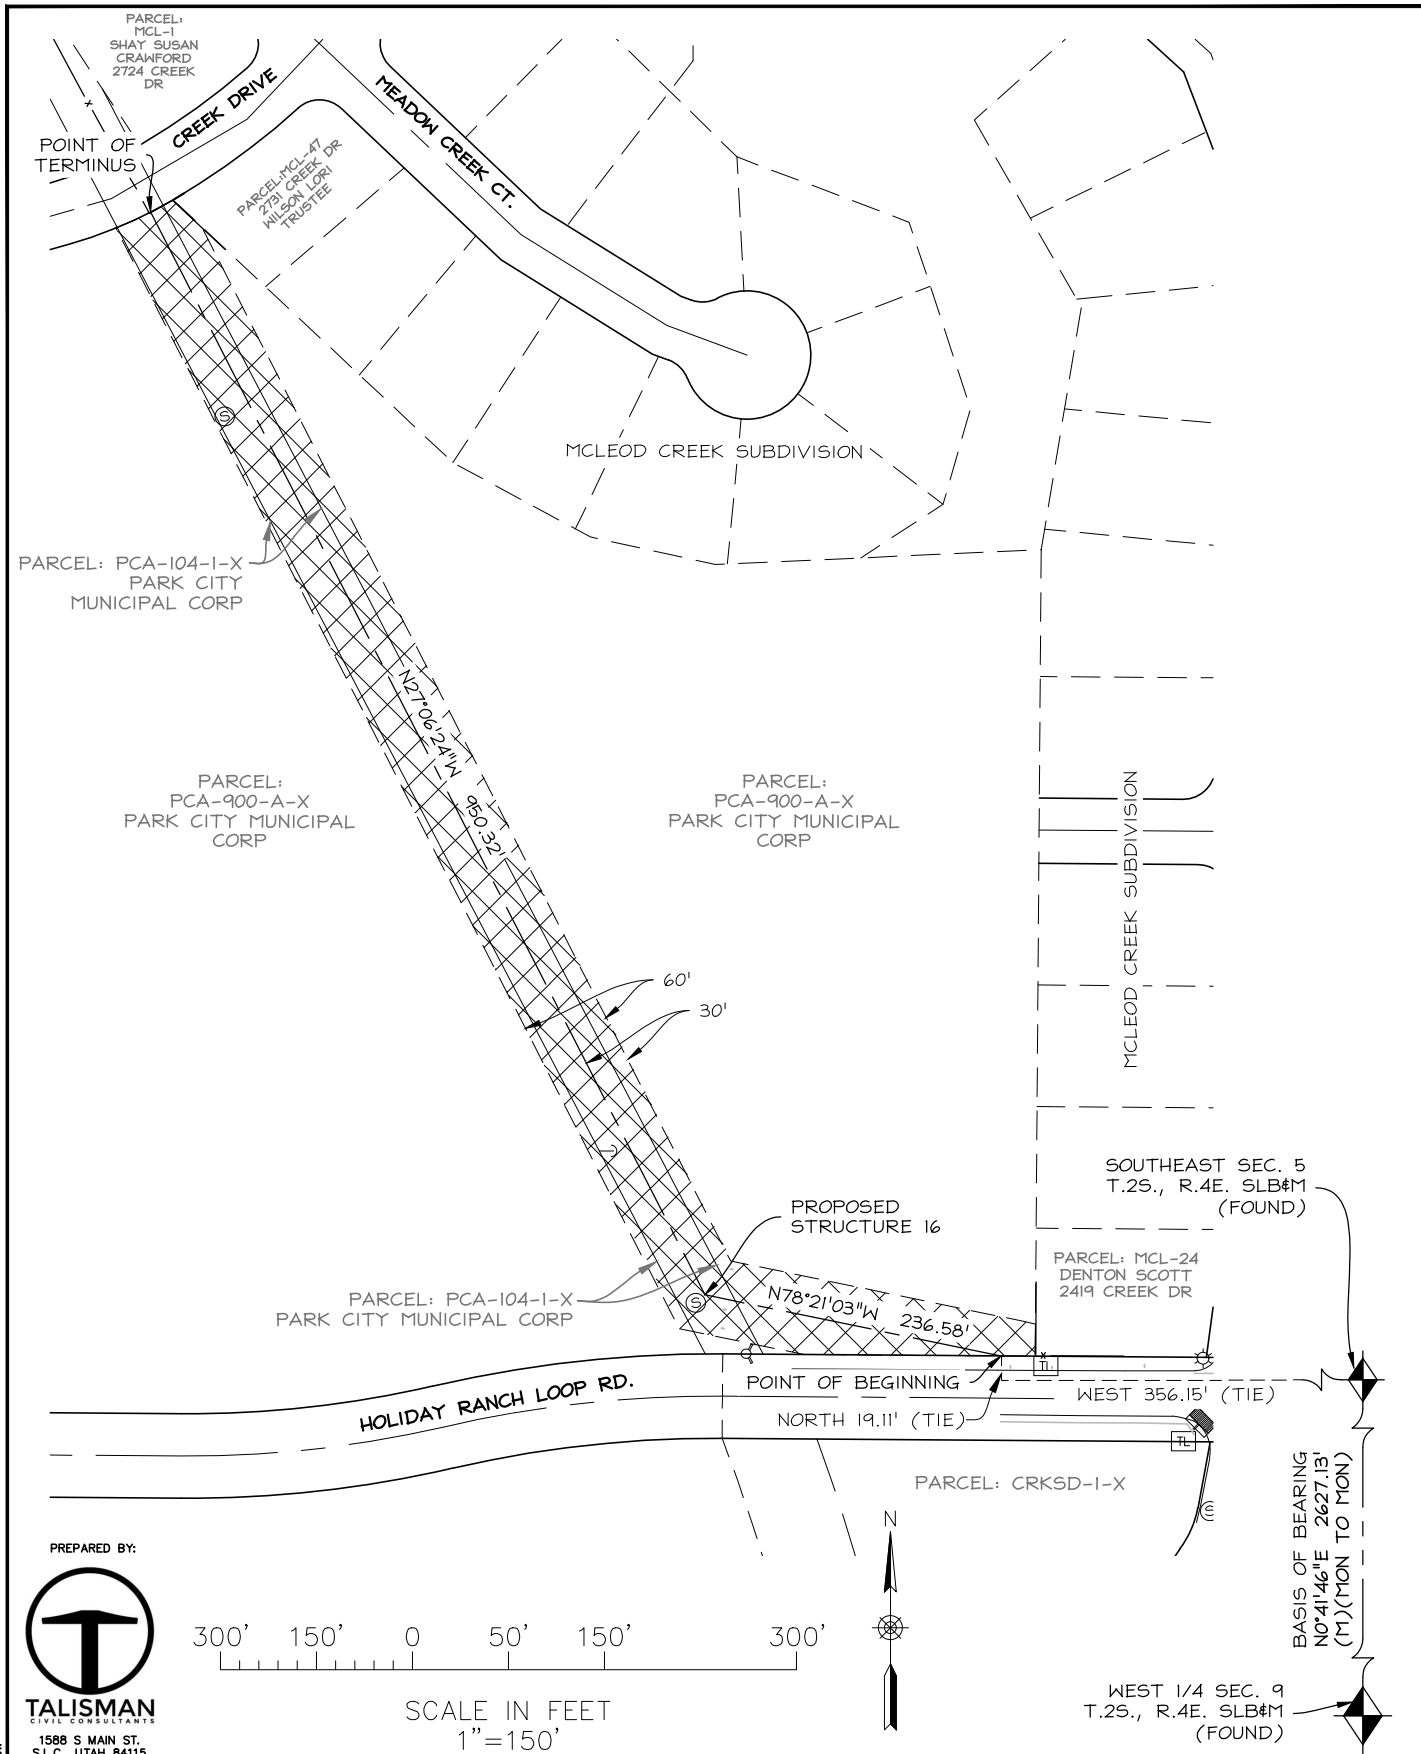 PARCEL:
MCL-1
SHAY SUSAN
CRAWFORD
2724 CREEK
DR
CREEK DRIVE
MEADOW CREEK CT.
POINT OF
TERMINUS
PARCEL:MCL-47
2731 CREEK DR
WILSON LORI
TRUSTEE
S
MCLEOD CREEK SUBDIVISION
PARCEL: PCA-104-1-X
PARK CITY
MUNICIPAL CORP
N27°06'24"W 950.32'
PARCEL:
PCA-900-A-X
PARK CITY MUNICIPAL
CORP
PARCEL:
PCA-900-A-X
PARK CITY MUNICIPAL
CORP
MCLEOD CREEK SUBDIVISION
60'
30'
SOUTHEAST SEC. 5
T.2S., R.4E. SLB&M
(FOUND)
PROPOSED
STRUCTURE 16
PARCEL: MCL-24
DENTON SCOTT
2419 CREEK DR
PARCEL: PCA-104-1-X
PARK CITY MUNICIPAL CORP
S
N78°21'03"W 236.58'
POINT OF BEGINNING
WEST 356.15' (TIE)
NORTH 19.11' (TIE)
HOLIDAY RANCH LOOP RD.
TL
PARCEL: CRKSD-1-X
BASIS OF BEARING
N0°41'46"E 2627.13'
(M)(MON TO MON)
N
PREPARED BY:
TALISMAN
CIVIL CONSULTANTS
1588 S MAIN ST.
S.L.C. UTAH 84115
300' 150' 0 50' 150' 300'
SCALE IN FEET
1"=150'
WEST 1/4 SEC. 9
T.2S., R.4E. SLB&M
(FOUND)